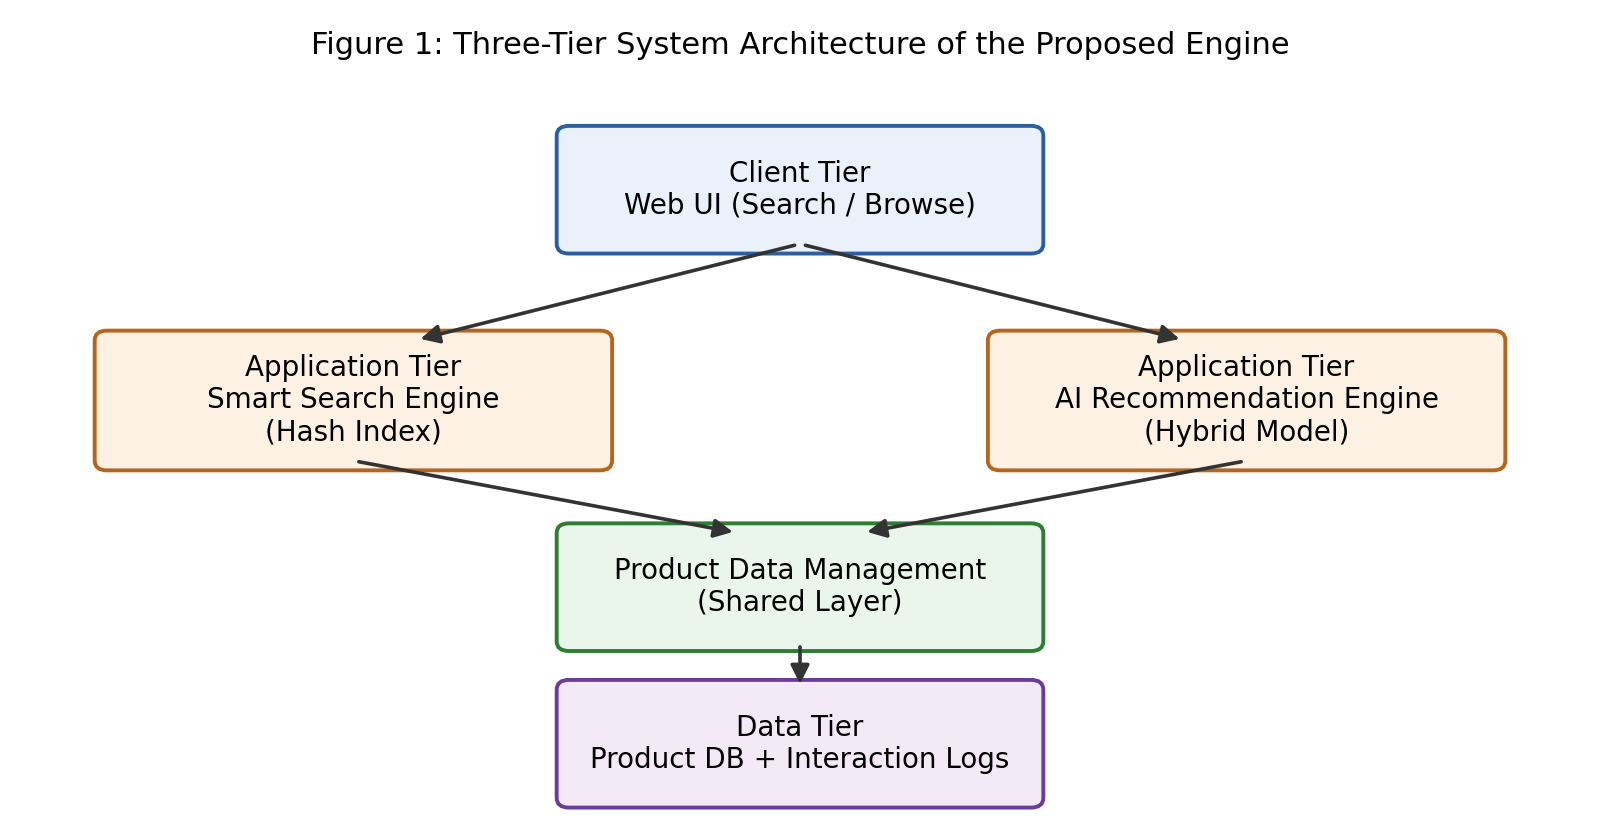 Figure 1: Three-Tier System Architecture of the Proposed Engine
Client Tier
Web UI (Search / Browse)
Application Tier
Smart Search Engine
(Hash Index)
Application Tier
AI Recommendation Engine
(Hybrid Model)
Product Data Management
(Shared Layer)
Data Tier
Product DB + Interaction Logs